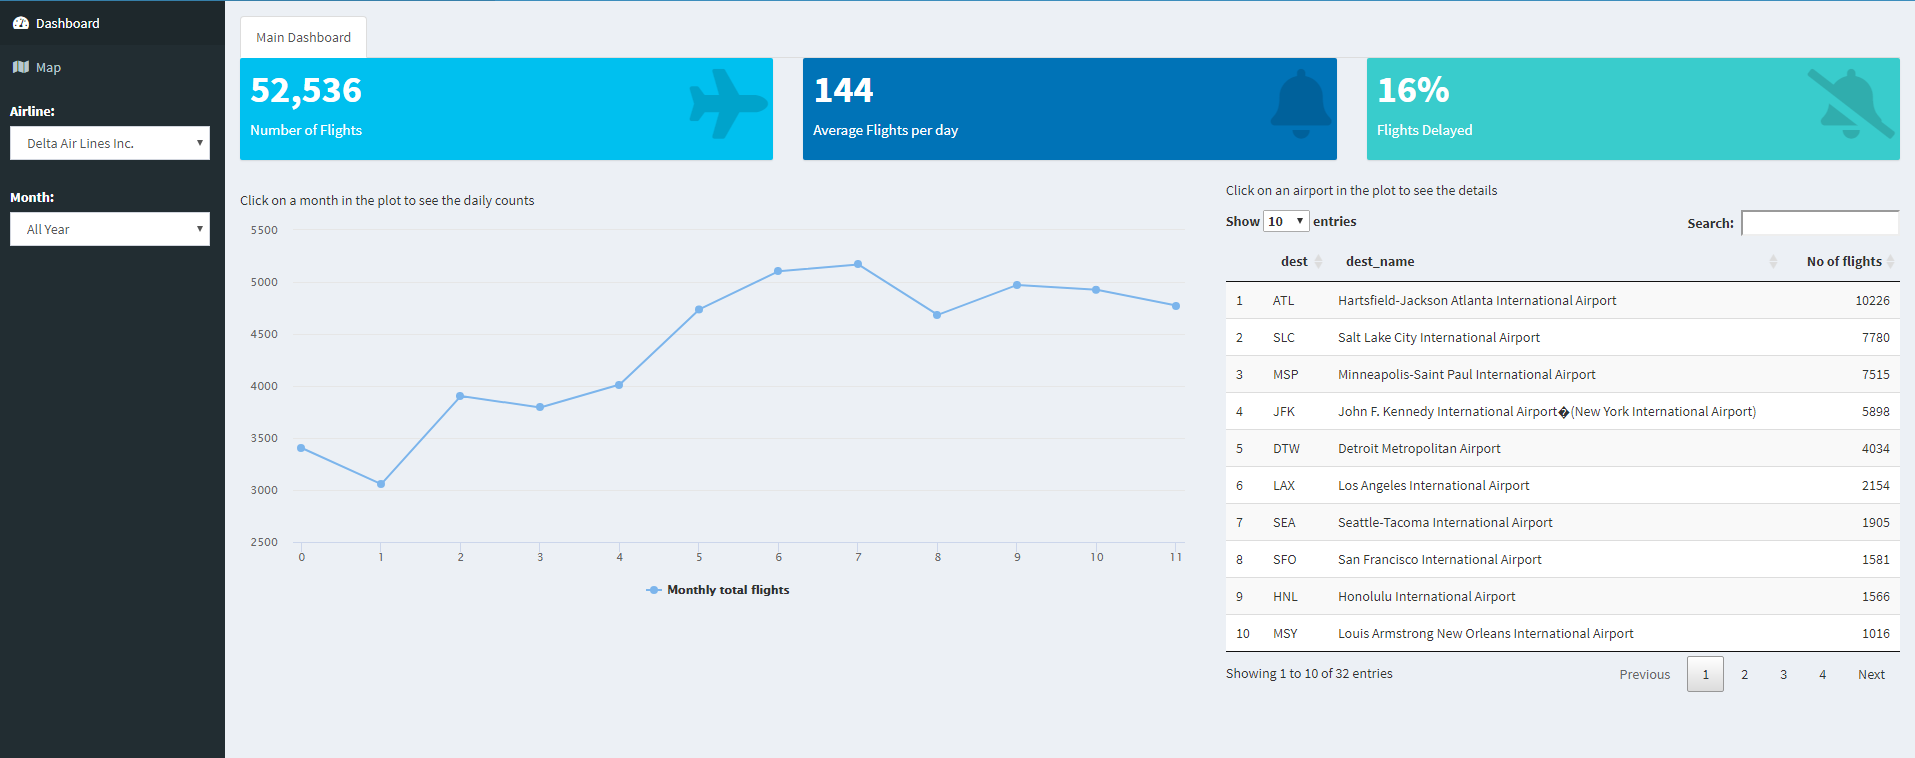 Dashboard
Map
Airline:
Delta Air Lines Inc.
Month:
All Year
Main Dashboard
52,536
Number of Flights
144
Average Flights per day
16%
Flights Delayed
Click on a month in the plot to see the daily counts
5500
5000
4500
4000
3500
3000
2500
0 1 2 3 4 5 6 7 8 9 10 11
Monthly total flights
Click on an airport in the plot to see the details
Show 10 entries
Search:
dest dest_name No of flights
1 ATL Hartsfield-Jackson Atlanta International Airport 10226
2 SLC Salt Lake City International Airport 7780
3 MSP Minneapolis-Saint Paul International Airport 7515
4 JFK John F. Kennedy International Airport�(New York International Airport) 5898
5 DTW Detroit Metropolitan Airport 4034
6 LAX Los Angeles International Airport 2154
7 SEA Seattle-Tacoma International Airport 1905
8 SFO San Francisco International Airport 1581
9 HNL Honolulu International Airport 1566
10 MSY Louis Armstrong New Orleans International Airport 1016
Showing 1 to 10 of 32 entries
Previous 1 2 3 4 Next